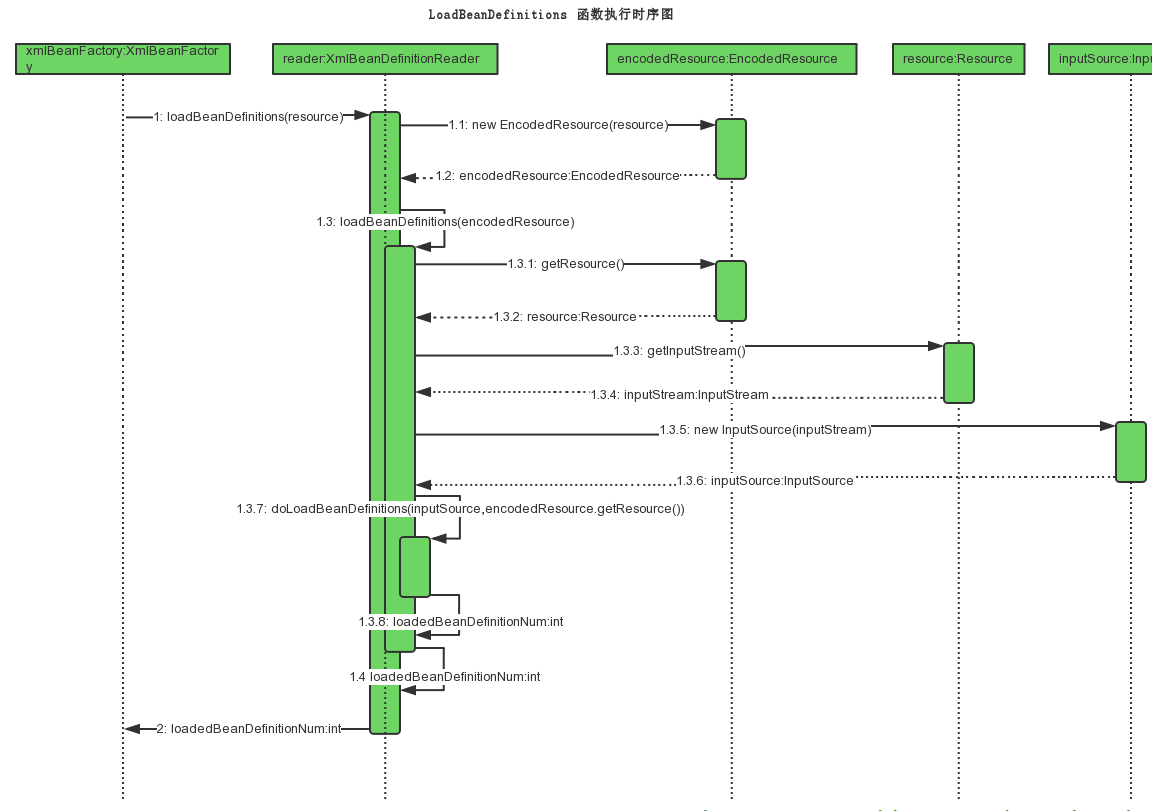 LoadBeanDefinitions 函数执行时序图
xmlBeanFactory:XmlBeanFactor
y
reader:XmlBeanDefinitionReader
encodedResource:EncodedResource
resource:Resource
inputSource:Inpu
1: loadBeanDefinitions(resource)
1.1: new EncodedResource(resource)
1.2: encodedResource:EncodedResource
1.3: loadBeanDefinitions(encodedResource)
1.3.1: getResource()
1.3.2: resource:Resource
1.3.3: getInputStream()
1.3.4: inputStream:InputStream
1.3.5: new InputSource(inputStream)
1.3.6: inputSource:InputSource
1.3.7: doLoadBeanDefinitions(inputSource,encodedResource.getResource())
1.3.8: loadedBeanDefinitionNum:int
1.4 loadedBeanDefinitionNum:int
2: loadedBeanDefinitionNum:int